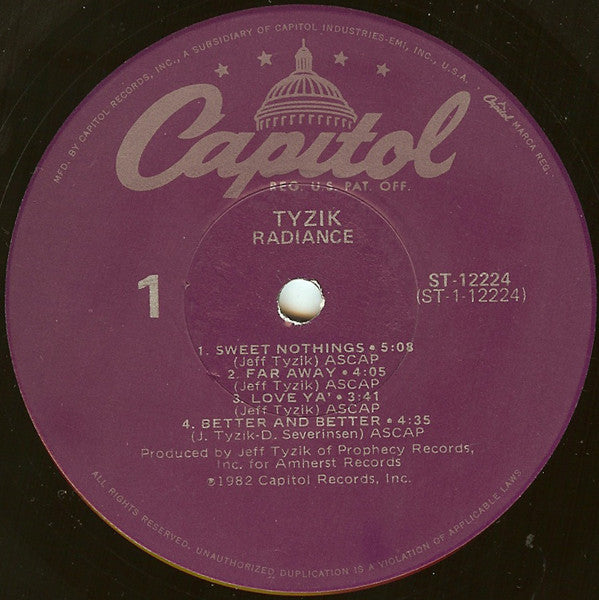 MFD. BY CAPITOL RECORDS, INC., A SUBSIDIARY OF CAPITOL INDUSTRIES-EMI, INC., U.S.A.
Capitol
REG. U.S. PAT. OFF.
Capitol MARCA REG.
TYZIK
RADIANCE
1
ST-12224
(ST-1-12224)
1. SWEET NOTHINGS • 5:08
(Jeff Tyzik) ASCAP
2. FAR AWAY • 4:05
(Jeff Tyzik) ASCAP
3. LOVE YA' • 3:41
(Jeff Tyzik) ASCAP
4. BETTER AND BETTER • 4:35
(J. Tyzik-D. Severinsen) ASCAP
Produced by Jeff Tyzik of Prophecy Records,
Inc. for Amherst Records
℗1982 Capitol Records, Inc.
ALL RIGHTS RESERVED. UNAUTHORIZED DUPLICATION IS A VIOLATION OF APPLICABLE LAWS